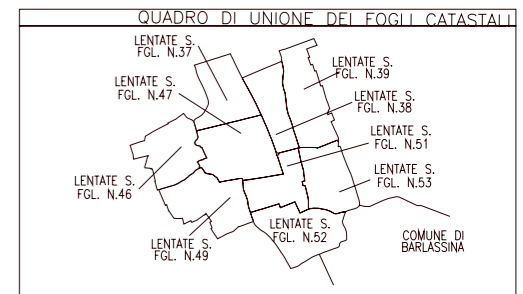 QUADRO DI UNIONE DEI FOGLI CATASTALI
LENTATE S.
FGL. N.37
LENTATE S.
FGL. N.39
LENTATE S.
FGL. N.47
LENTATE S.
FGL. N.38
LENTATE S.
FGL. N.51
LENTATE S.
FGL. N.53
LENTATE S.
FGL. N.46
LENTATE S.
FGL. N.52
LENTATE S.
FGL. N.49
COMUNE DI
BARLASSINA